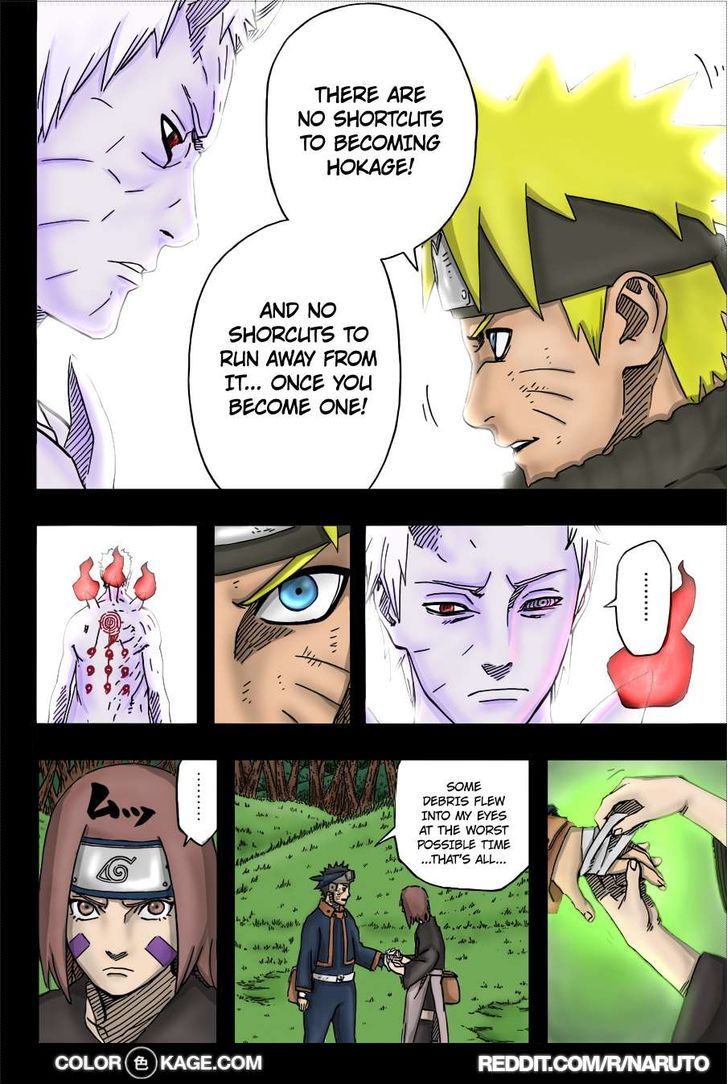 THERE ARE
NO SHORTCUTS
TO BECOMING
HOKAGE!
AND NO
SHORCUTS TO
RUN AWAY FROM
IT... ONCE YOU
BECOME ONE!
........
ムッッ
........
SOME
DEBRIS FLEW
INTO MY EYES
AT THE WORST
POSSIBLE TIME
...THAT'S ALL...
COLOR 色 KAGE.COM
REDDIT.COM/R/NARUTO